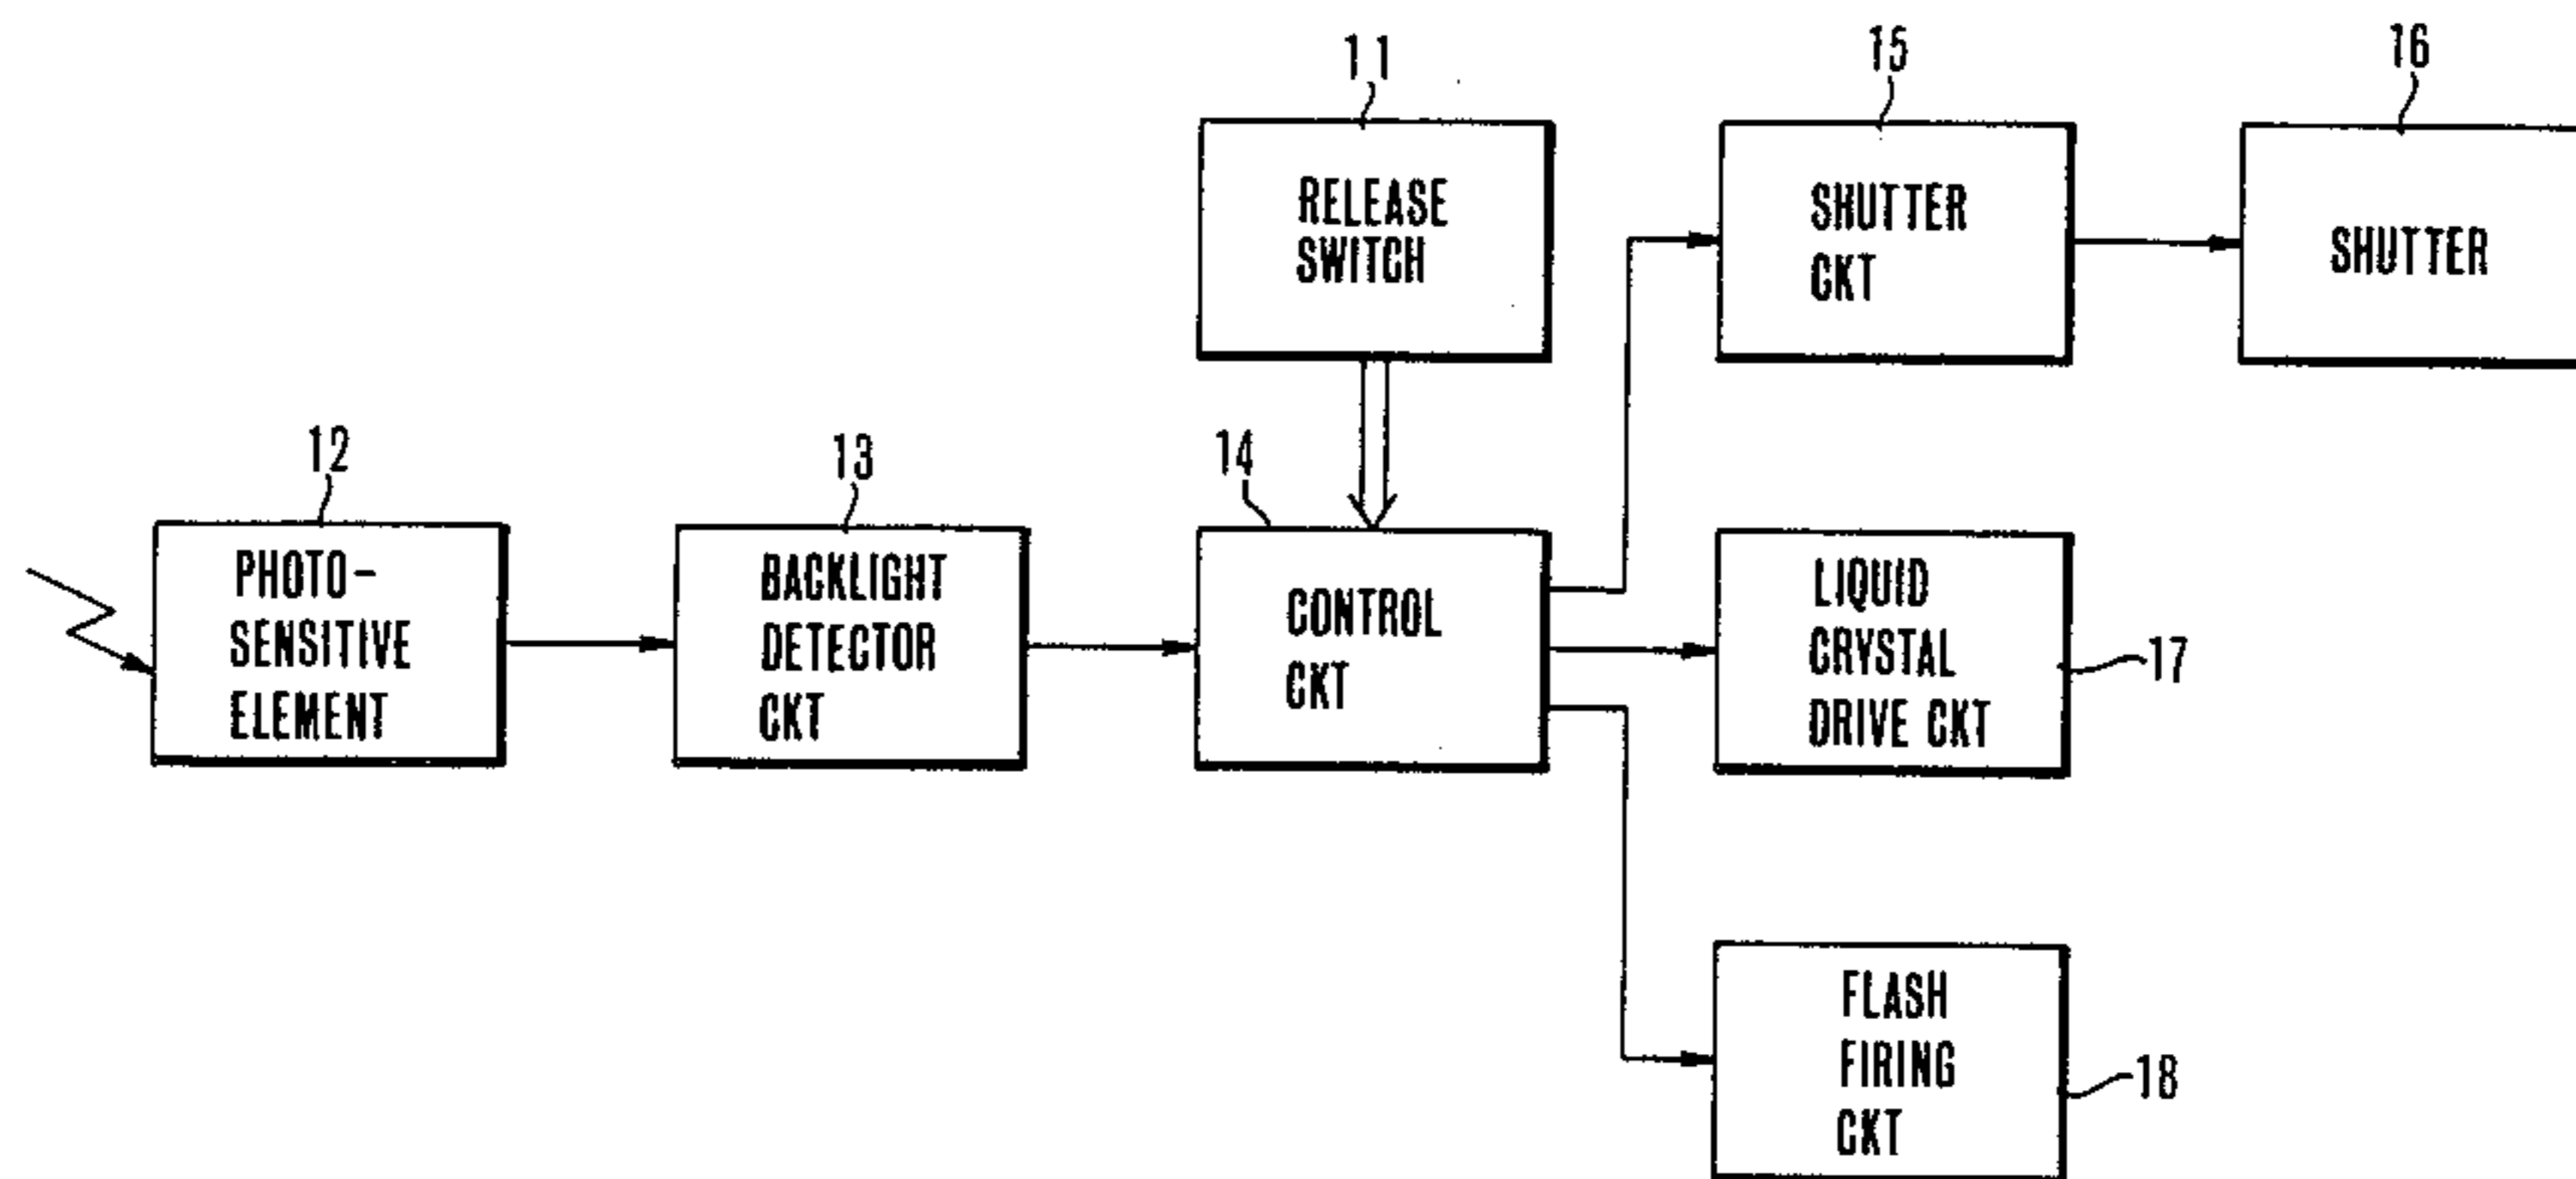 11
RELEASE
SWITCH
15
SHUTTER
CKT
16
SHUTTER
12
PHOTO-
SENSITIVE
ELEMENT
13
BACKLIGHT
DETECTOR
CKT
14
CONTROL
CKT
LIQUID
CRYSTAL
DRIVE CKT
17
FLASH
FIRING
CKT
18